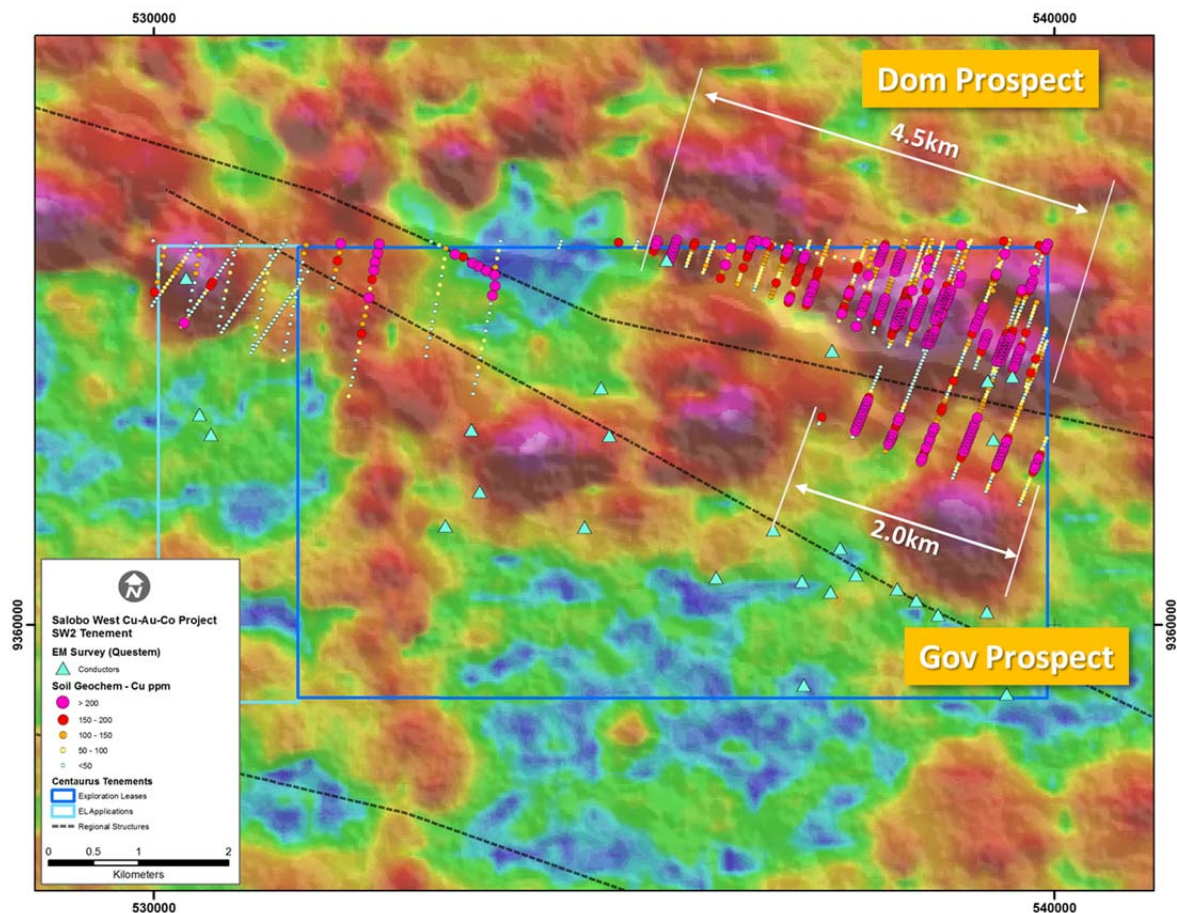 530000
540000
Dom Prospect
4.5km
2.0km
9360000
9360000
Gov Prospect
N
Salobo West Cu-Au-Co Project
SW2 Tenement
EM Survey (Questem)
Conductors
Soil Geochem - Cu ppm
> 200
150 - 200
100 - 150
50 - 100
<50
Centaurus Tenements
Exploration Leases
EL Applications
Regional Structures
0 0.5 1 2
Kilometers
530000
540000